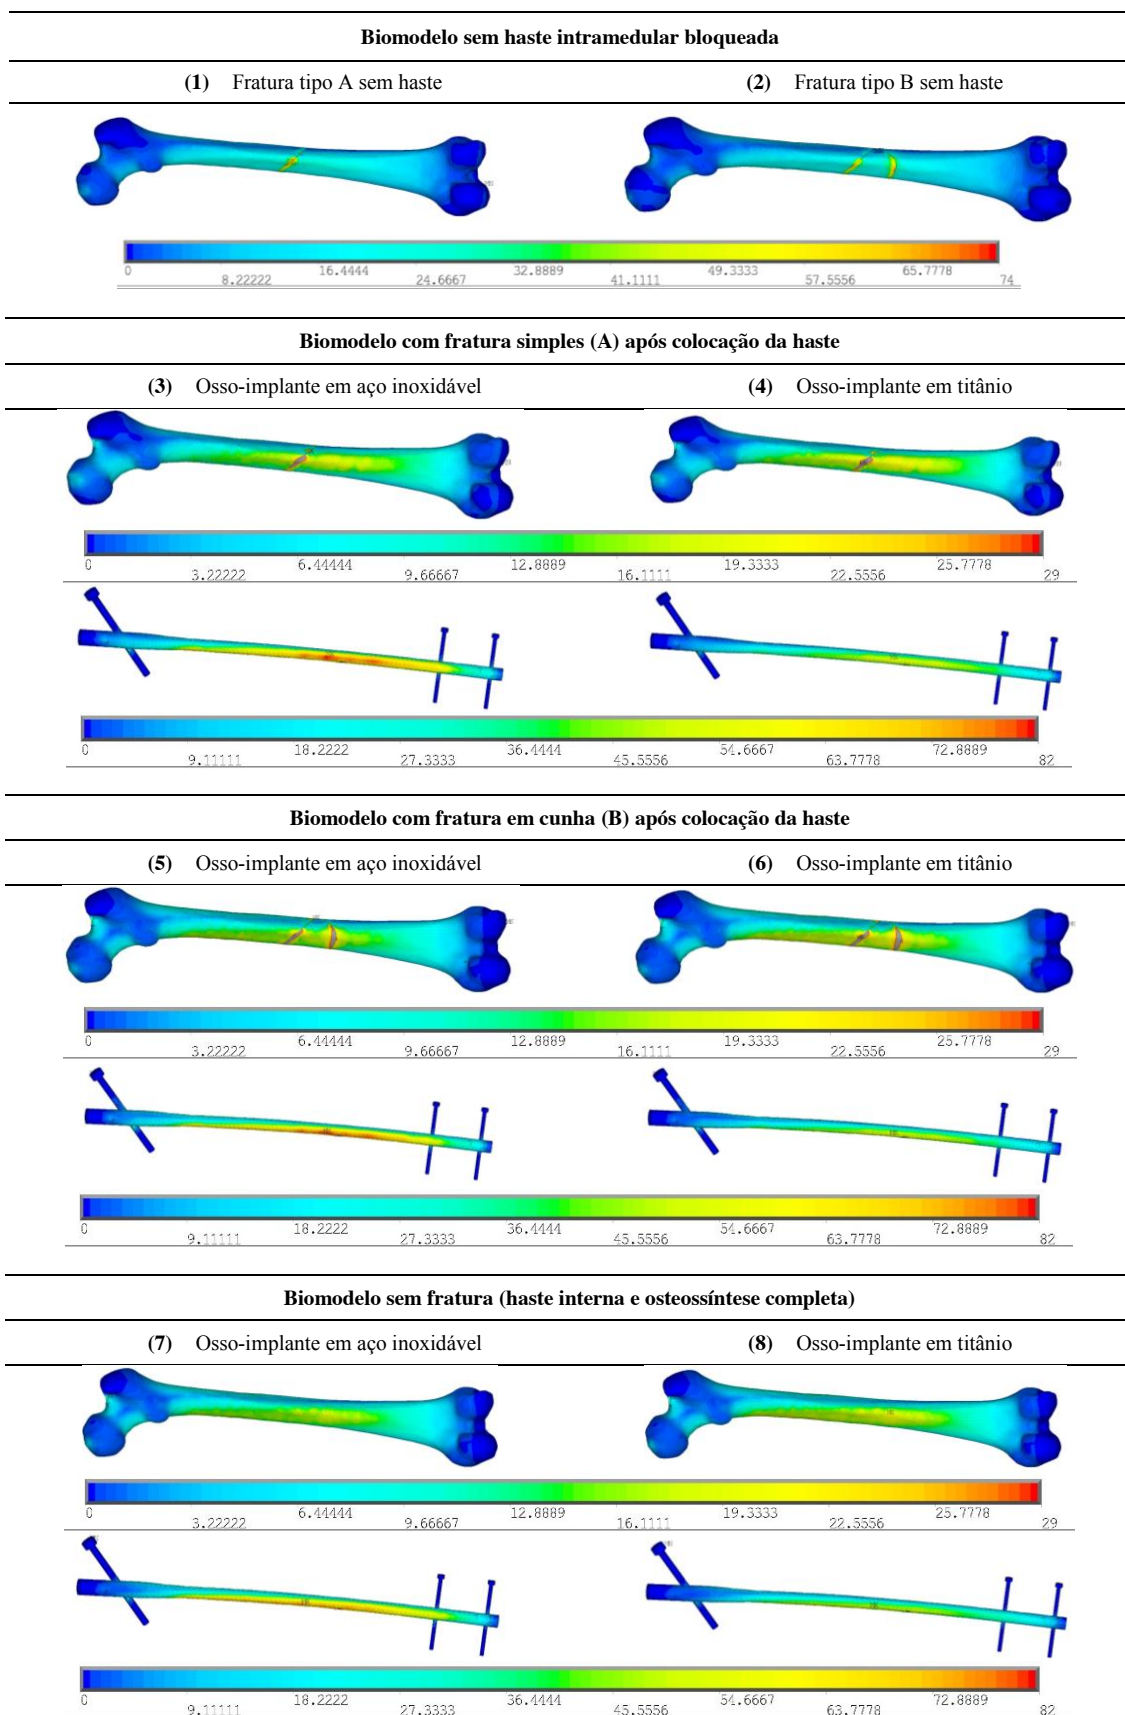 Biomodelo sem haste intramedular bloqueada
(1) Fratura tipo A sem haste
(2) Fratura tipo B sem haste
0 8.22222 16.4444 24.6667 32.8889 41.1111 49.3333 57.5556 65.7778 74
Biomodelo com fratura simples (A) após colocação da haste
(3) Osso-implante em aço inoxidável
(4) Osso-implante em titânio
0 3.22222 6.44444 9.66667 12.8889 16.1111 19.3333 22.5556 25.7778 29
0 9.11111 18.2222 27.3333 36.4444 45.5556 54.6667 63.7778 72.8889 82
Biomodelo com fratura em cunha (B) após colocação da haste
(5) Osso-implante em aço inoxidável
(6) Osso-implante em titânio
0 3.22222 6.44444 9.66667 12.8889 16.1111 19.3333 22.5556 25.7778 29
0 9.11111 18.2222 27.3333 36.4444 45.5556 54.6667 63.7778 72.8889 82
Biomodelo sem fratura (haste interna e osteossíntese completa)
(7) Osso-implante em aço inoxidável
(8) Osso-implante em titânio
0 3.22222 6.44444 9.66667 12.8889 16.1111 19.3333 22.5556 25.7778 29
0 9.11111 18.2222 27.3333 36.4444 45.5556 54.6667 63.7778 72.8889 82